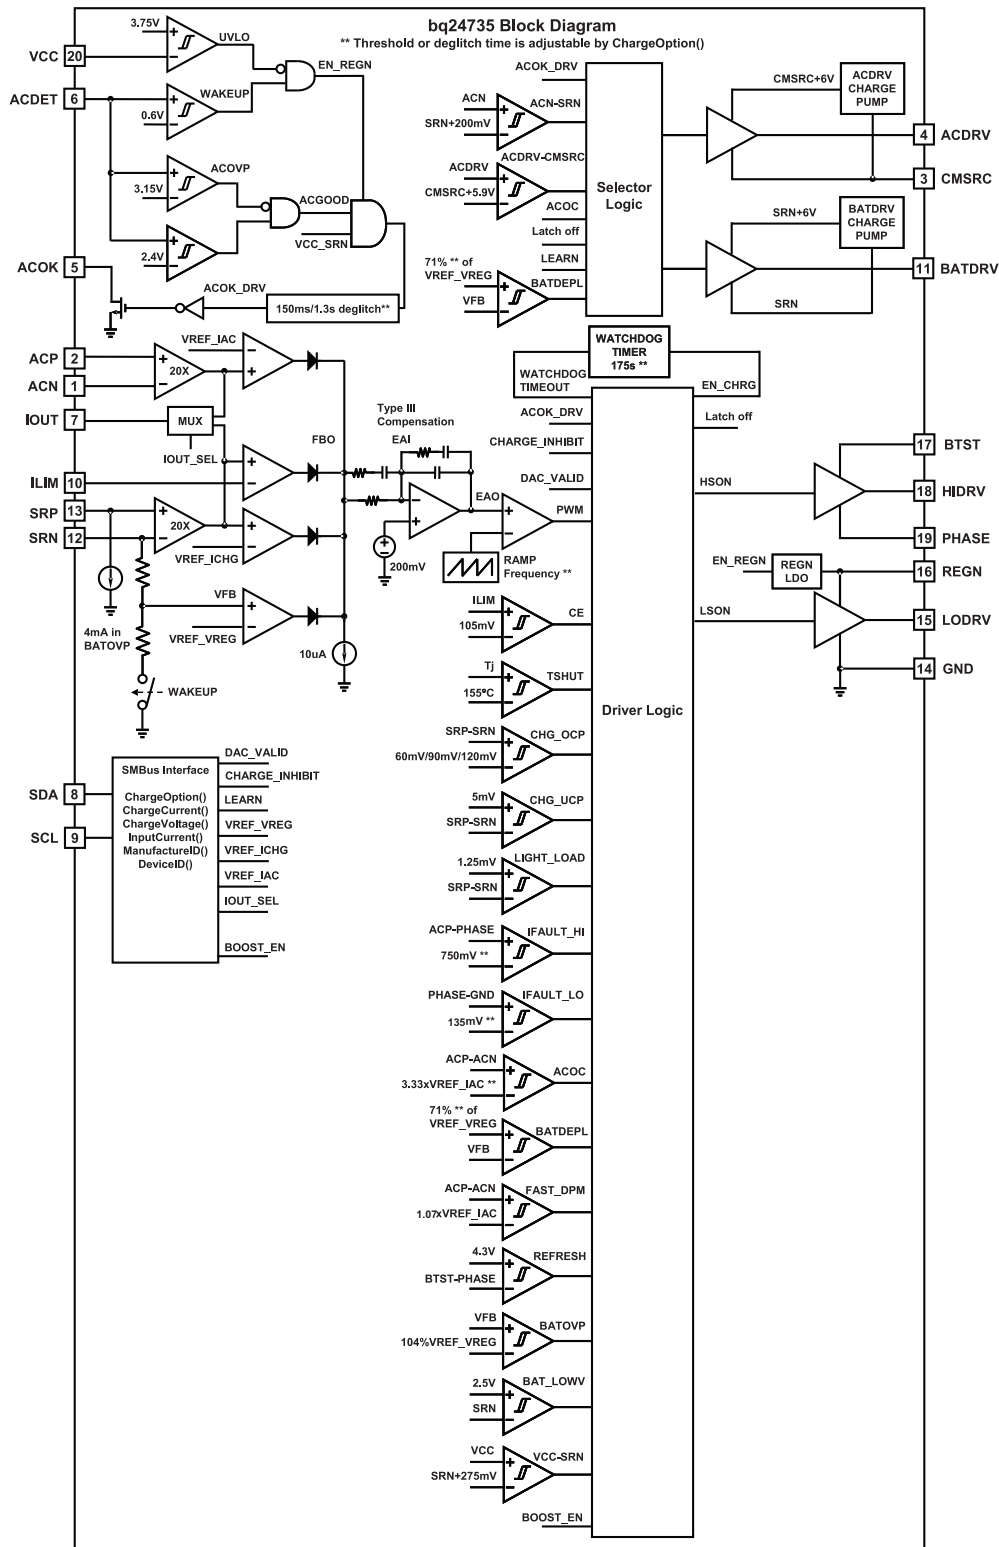 bq24735 Block Diagram
** Threshold or deglitch time is adjustable by ChargeOption()
3.75V
UVLO
VCC 20
EN_REGN
ACDET 6
WAKEUP
0.6V
ACOVP
3.15V
ACGOOD
VCC_SRN
2.4V
ACOK 5
ACOK_DRV
150ms/1.3s deglitch**
ACOK_DRV
ACN
ACN-SRN
SRN+200mV
ACDRV-CMSRC
ACDRV
CMSRC+5.9V
ACOC
Latch off
LEARN
71% ** of
VREF_VREG
BATDEPL
VFB
Selector
Logic
CMSRC+6V
ACDRV
CHARGE
PUMP
4 ACDRV
3 CMSRC
SRN+6V
BATDRV
CHARGE
PUMP
11 BATDRV
SRN
VREF_IAC
ACP 2
20X
ACN 1
IOUT 7
MUX
IOUT_SEL
FBO
ILIM 10
SRP 13
20X
SRN 12
VREF_ICHG
VFB
VREF_VREG
4mA in
BATOVP
WAKEUP
10uA
Type III
Compensation
EAI
EAO
200mV
RAMP
Frequency **
PWM
WATCHDOG
TIMER
175s **
WATCHDOG
TIMEOUT
EN_CHRG
ACOK_DRV
Latch off
CHARGE_INHIBIT
DAC_VALID
HSON
17 BTST
18 HIDRV
19 PHASE
EN_REGN
REGN
LDO
16 REGN
LSON
15 LODRV
14 GND
Driver Logic
ILIM
CE
105mV
Tj
TSHUT
155°C
SRP-SRN
CHG_OCP
60mV/90mV/120mV
5mV
CHG_UCP
SRP-SRN
1.25mV
LIGHT_LOAD
SRP-SRN
ACP-PHASE
IFAULT_HI
750mV **
PHASE-GND
IFAULT_LO
135mV **
ACP-ACN
ACOC
3.33xVREF_IAC **
71% ** of
VREF_VREG
BATDEPL
VFB
ACP-ACN
FAST_DPM
1.07xVREF_IAC
4.3V
REFRESH
BTST-PHASE
VFB
BATOVP
104%VREF_VREG
2.5V
BAT_LOWV
SRN
VCC
VCC-SRN
SRN+275mV
BOOST_EN
SDA 8
SCL 9
SMBus Interface
ChargeOption()
ChargeCurrent()
ChargeVoltage()
InputCurrent()
ManufactureID()
DeviceID()
DAC_VALID
CHARGE_INHIBIT
LEARN
VREF_VREG
VREF_ICHG
VREF_IAC
IOUT_SEL
BOOST_EN